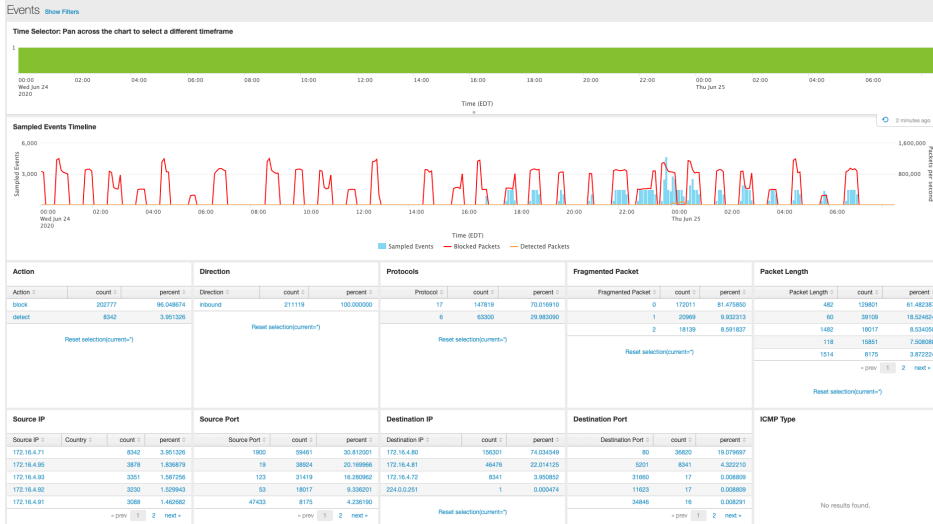 Events Show Filters
Time Selector: Pan across the chart to select a different timeframe
1
00:00 02:00 04:00 06:00 08:00 10:00 12:00 14:00 16:00 18:00 20:00 22:00 00:00 02:00 04:00 06:00
Wed Jun 24 Thu Jun 25
2020
Time (EDT)
2 minutes ago
Sampled Events Timeline
6,000 1,600,000
3,000 800,000
Sampled Events
Packets per second
00:00 02:00 04:00 06:00 08:00 10:00 12:00 14:00 16:00 18:00 20:00 22:00 00:00 02:00 04:00 06:00
Wed Jun 24 Thu Jun 25
2020
Time (EDT)
Sampled Events Blocked Packets Detected Packets
Action
Action count percent
block 202777 96.048674
detect 8342 3.951326
Reset selection(current=*)
Direction
Direction count percent
inbound 211119 100.000000
Reset selection(current=*)
Protocols
Protocol count percent
17 147819 70.016910
6 63300 29.983090
Reset selection(current=*)
Fragmented Packet
Fragmented Packet count percent
0 172011 81.475850
1 20969 9.932313
2 18139 8.591837
Reset selection(current=*)
Packet Length
Packet Length count percent
482 129801 61.482387
60 39109 18.524624
1482 18017 8.534050
118 15851 7.508088
1514 8175 3.872224
« prev 1 2 next »
Reset selection(current=*)
Source IP
Source IP Country count percent
172.16.4.71 8342 3.951326
172.16.4.95 3878 1.836879
172.16.4.93 3351 1.587256
172.16.4.92 3230 1.529943
172.16.4.91 3088 1.462682
« prev 1 2 next »
Source Port
Source Port count percent
1900 59461 30.812001
19 38924 20.169966
123 31419 16.280962
53 18017 9.336201
47433 8175 4.236190
« prev 1 2 next »
Destination IP
Destination IP count percent
172.16.4.80 156301 74.034549
172.16.4.81 46476 22.014125
172.16.4.72 8341 3.950852
224.0.0.251 1 0.000474
Reset selection(current=*)
Destination Port
Destination Port count percent
80 36820 19.079697
5201 8341 4.322210
31660 17 0.008809
11623 17 0.008809
34846 16 0.008291
« prev 1 2 next »
ICMP Type
No results found.